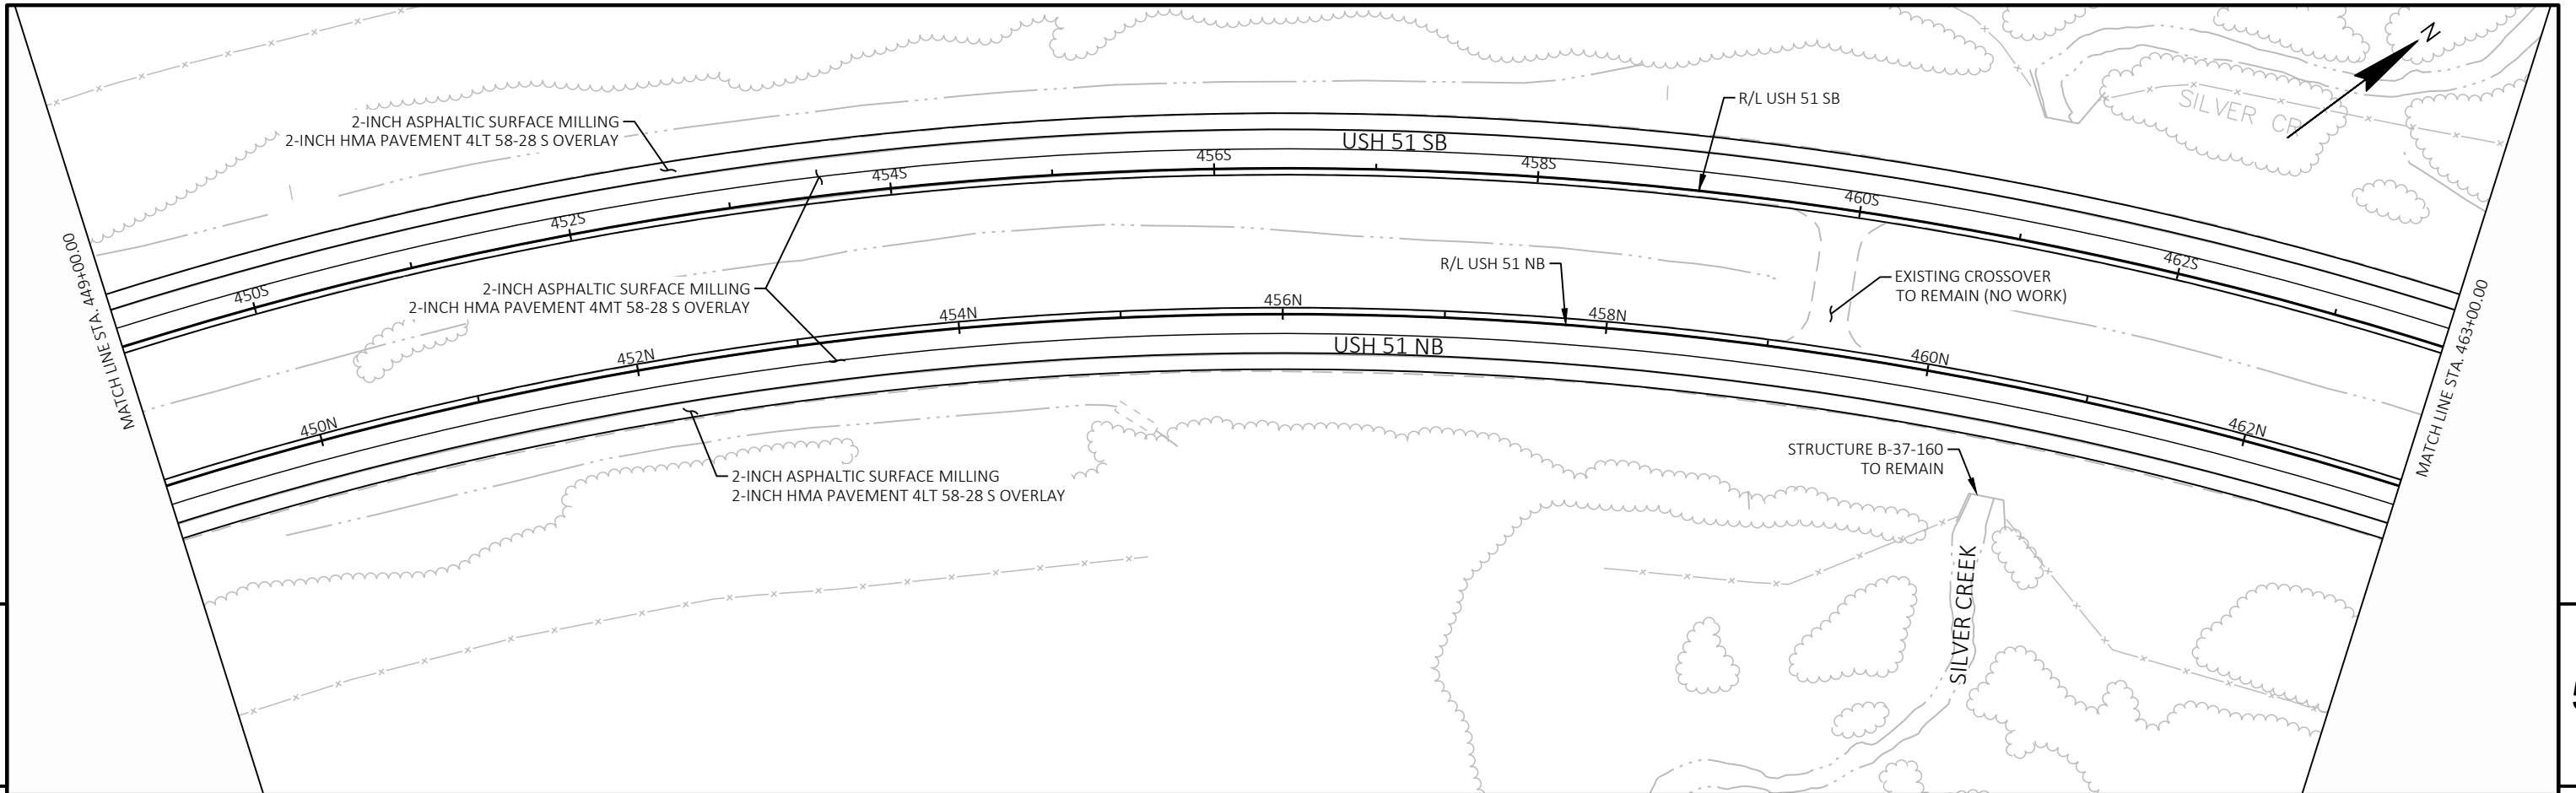 N
SILVER CR
R/L USH 51 SB
2-INCH ASPHALTIC SURFACE MILLING
2-INCH HMA PAVEMENT 4LT 58-28 S OVERLAY
USH 51 SB
450S
452S
454S
456S
458S
460S
462S
MATCH LINE STA. 449+00.00
R/L USH 51 NB
EXISTING CROSSOVER
TO REMAIN (NO WORK)
2-INCH ASPHALTIC SURFACE MILLING
2-INCH HMA PAVEMENT 4MT 58-28 S OVERLAY
450N
452N
454N
456N
458N
460N
462N
USH 51 NB
MATCH LINE STA. 463+00.00
STRUCTURE B-37-160
TO REMAIN
2-INCH ASPHALTIC SURFACE MILLING
2-INCH HMA PAVEMENT 4LT 58-28 S OVERLAY
SILVER CREEK